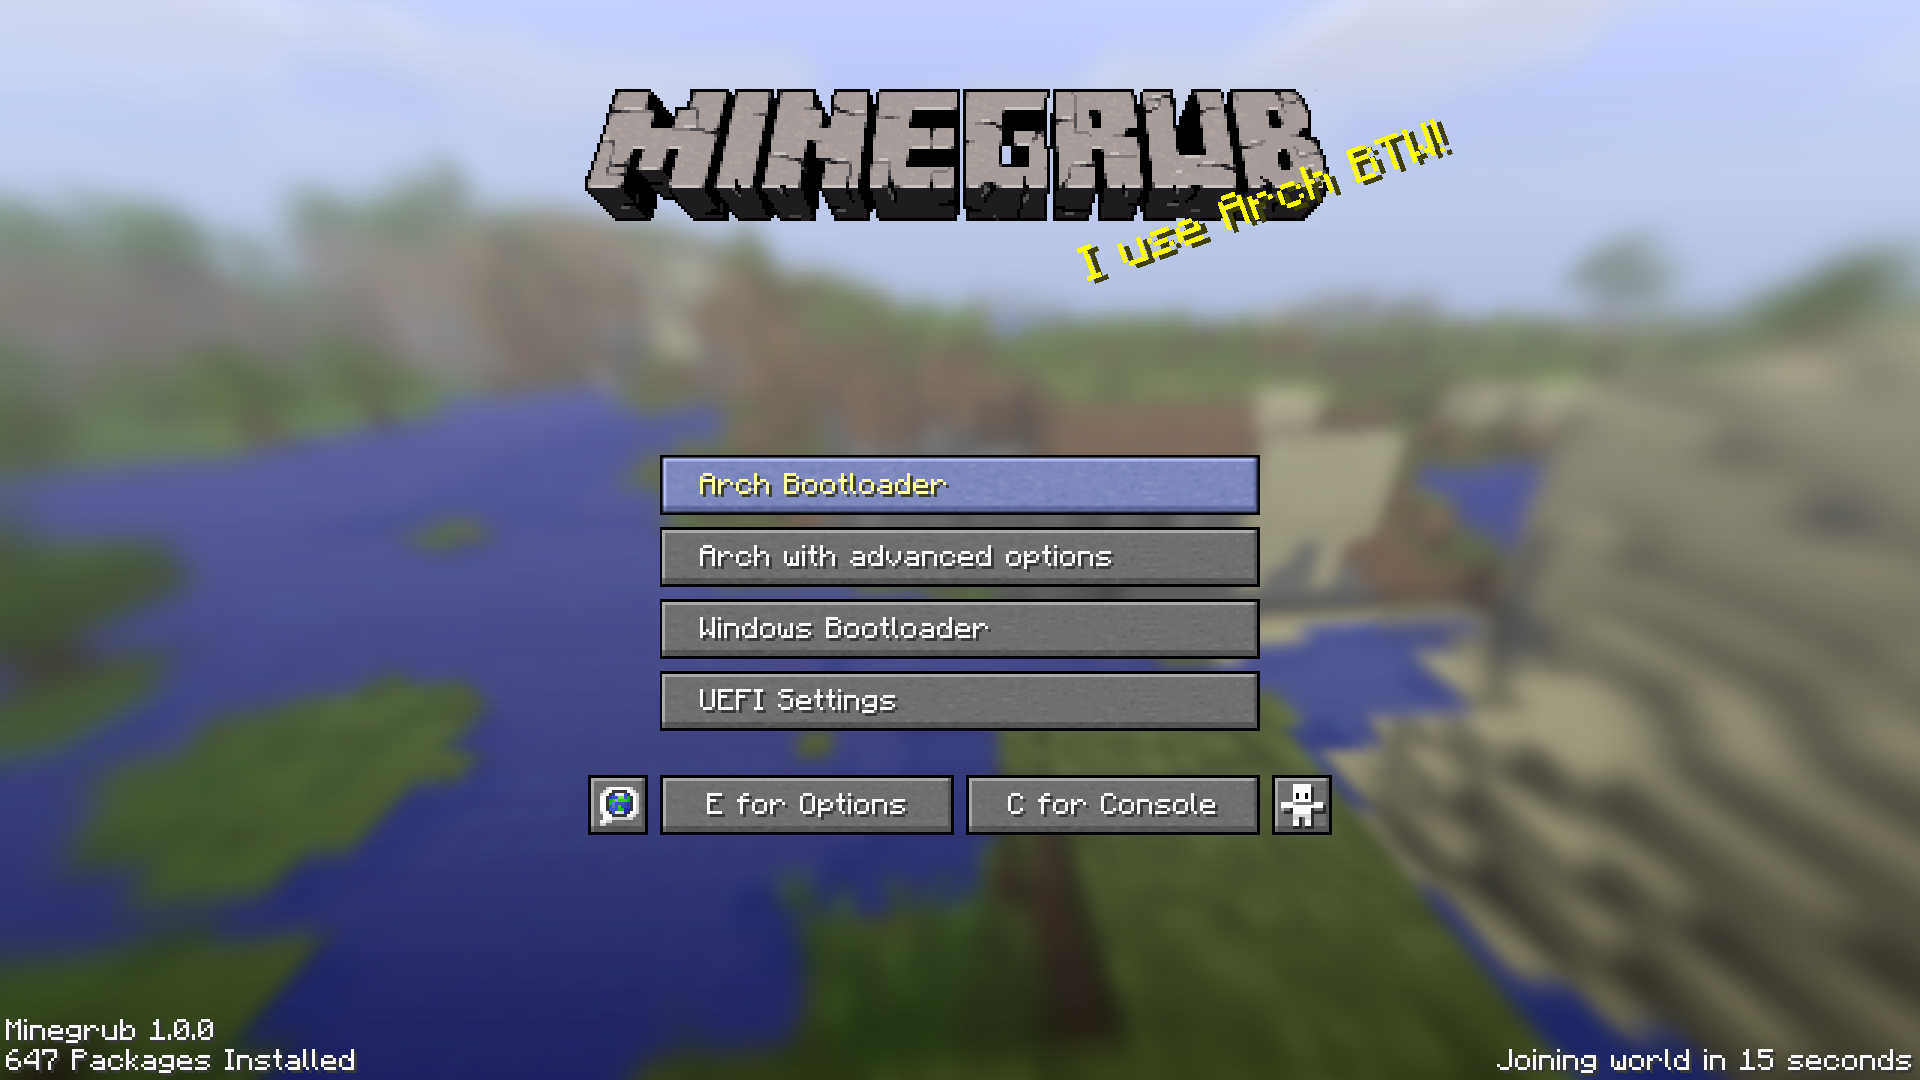 MINEGRUB
I use Arch BTW!
Arch Bootloader
Arch with advanced options
Windows Bootloader
UEFI Settings
E for Options
C for Console
Minegrub 1.0.0
647 Packages Installed
Joining world in 15 seconds